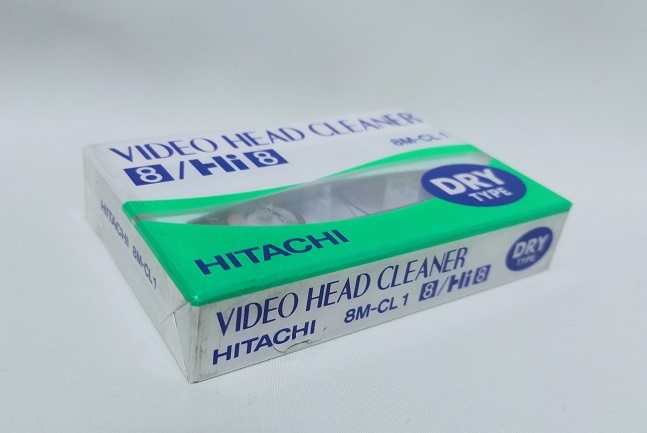 VIDEO HEAD CLEANER
8/Hi8
8M-CL1
DRY
TYPE
HITACHI
HITACHI 8M-CL1
VIDEO HEAD CLEANER
HITACHI 8M-CL1 8/Hi8
DRY
TYPE